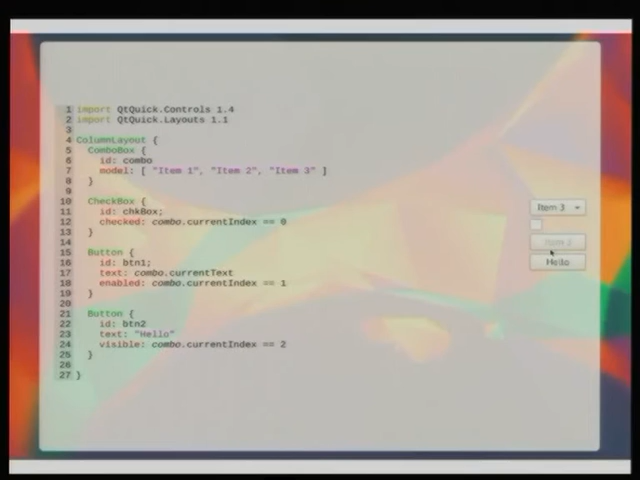 1 import QtQuick.Controls 1.4
2 import QtQuick.Layouts 1.1
3
4 ColumnLayout {
5 ComboBox {
6 id: combo
7 model: [ "Item 1", "Item 2", "Item 3" ]
8 }
9
10 CheckBox {
11 id: chkBox;
12 checked: combo.currentIndex == 0
13 }
14
15 Button {
16 id: btn1;
17 text: combo.currentText
18 enabled: combo.currentIndex == 1
19 }
20
21 Button {
22 id: btn2
23 text: "Hello"
24 visible: combo.currentIndex == 2
25 }
26
27 }
Item 3
Item 3
Hello